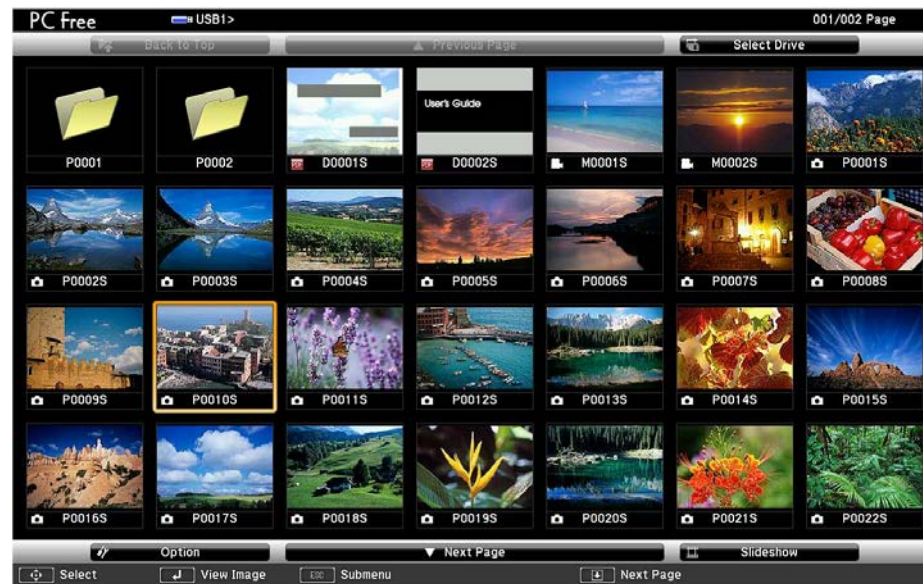 PC Free USB1> 001/002 Page
Back to Top ▲ Previous Page Select Drive
User's Guide
P0001 P0002 D0001S D0002S M0001S M0002S P0001S
P0002S P0003S P0004S P0005S P0006S P0007S P0008S
P0009S P0010S P0011S P0012S P0013S P0014S P0015S
P0016S P0017S P0018S P0019S P0020S P0021S P0022S
Option ▼ Next Page Slideshow
Select View Image ESC Submenu Next Page